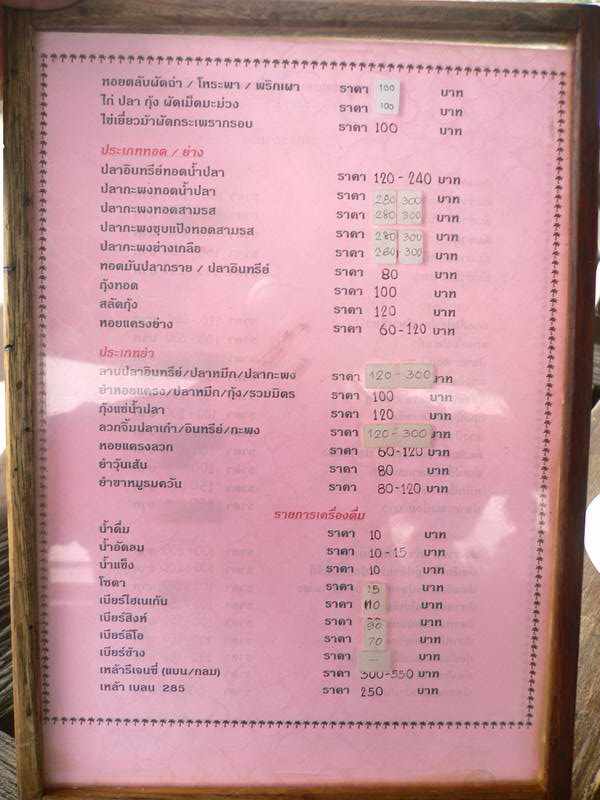 หอยตลับผัดฉ่า / โหระพา / พริกเผา ราคา 100 บาท
ไก่ ปลา กุ้ง ผัดเม็ดมะม่วง ราคา 100 บาท
ไข่เยี่ยวม้าผัดกระเพรากรอบ ราคา 100 บาท
ประเภททอด / ย่าง
ปลาอินทรีย์ทอดน้ำปลา ราคา 120 - 240 บาท
ปลากะพงทอดน้ำปลา ราคา 280 300 บาท
ปลากะพงทอดสามรส ราคา 280 300 บาท
ปลากะพงชุบแป้งทอดสามรส ราคา 280 300 บาท
ปลากะพงย่างเกลือ ราคา 280 300 บาท
ทอดมันปลากราย / ปลาอินทรีย์ ราคา 80 บาท
กุ้งทอด ราคา 100 บาท
สลัดกุ้ง ราคา 120 บาท
หอยแครงย่าง ราคา 60-120 บาท
ประเภทยำ
ลาบปลาอินทรีย์/ปลาหมึก/ปลากะพง ราคา 120 - 300 บาท
ยำหอยแครง/ปลาหมึก/กุ้ง/รวมมิตร ราคา 100 บาท
กุ้งแช่น้ำปลา ราคา 120 บาท
ลวกจิ้มปลาเก๋า/อินทรีย์/กะพง ราคา 120 - 300 บาท
หอยแครงลวก ราคา 60-120 บาท
ยำวุ้นเส้น ราคา 80 บาท
ยำขาหมูรมควัน ราคา 80-120 บาท
รายการเครื่องดื่ม
น้ำดื่ม ราคา 10 บาท
น้ำอัดลม ราคา 10 - 15 บาท
น้ำแข็ง ราคา 10 บาท
โซดา ราคา 15 บาท
เบียร์ไฮเนเก้น ราคา 110 บาท
เบียร์สิงห์ ราคา 90 บาท
เบียร์ลีโอ ราคา 70 บาท
เบียร์ช้าง ราคา - บาท
เหล้ารีเจนซี่ (แบน/กลม) ราคา 300-550 บาท
เหล้า เบลน 285 ราคา 250 บาท